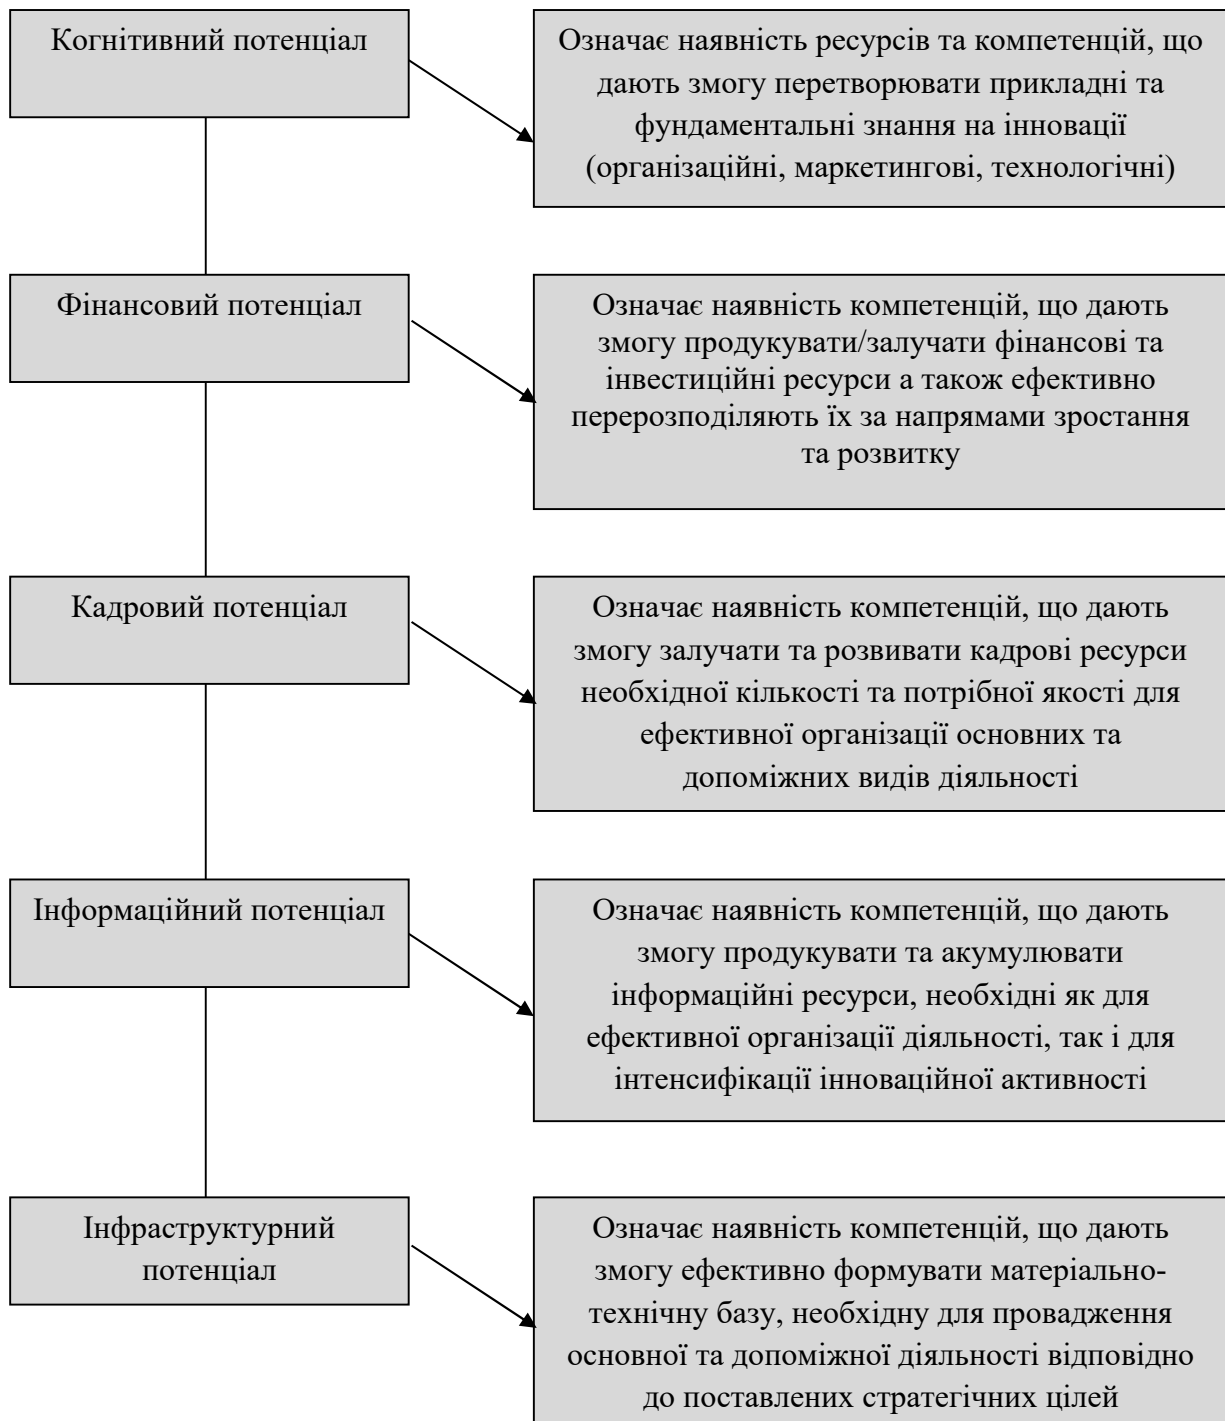 Когнітивний потенціал
Означає наявність ресурсів та компетенцій, що
дають змогу перетворювати прикладні та
фундаментальні знання на інновації
(організаційні, маркетингові, технологічні)
Фінансовий потенціал
Означає наявність компетенцій, що дають
змогу продукувати/залучати фінансові та
інвестиційні ресурси а також ефективно
перерозподіляють їх за напрямами зростання
та розвитку
Кадровий потенціал
Означає наявність компетенцій, що дають
змогу залучати та розвивати кадрові ресурси
необхідної кількості та потрібної якості для
ефективної організації основних та
допоміжних видів діяльності
Інформаційний потенціал
Означає наявність компетенцій, що дають
змогу продукувати та акумулювати
інформаційні ресурси, необхідні як для
ефективної організації діяльності, так і для
інтенсифікації інноваційної активності
Інфраструктурний
потенціал
Означає наявність компетенцій, що дають
змогу ефективно формувати матеріально-
технічну базу, необхідну для провадження
основної та допоміжної діяльності відповідно
до поставлених стратегічних цілей